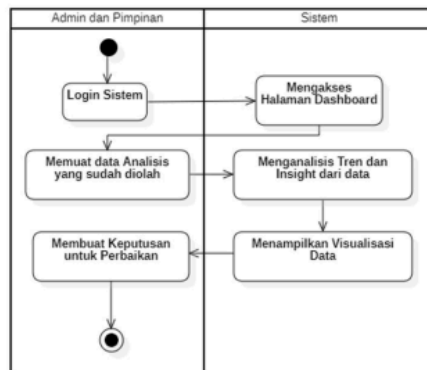 Admin dan Pimpinan
Sistem
Login Sistem
Mengakses
Halaman Dashboard
Memuat data Analisis
yang sudah diolah
Menganalisis Tren dan
Insight dari data
Membuat Keputusan
untuk Perbaikan
Menampilkan Visualisasi
Data